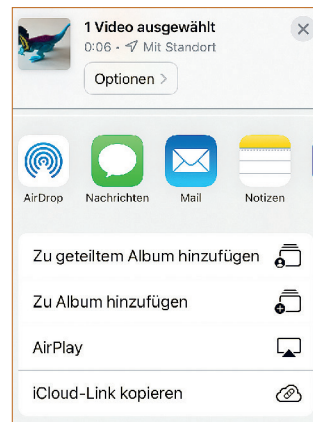 1 Video ausgewählt
0:06 · Mit Standort
Optionen >
AirDrop
Nachrichten
Mail
Notizen
Zu geteiltem Album hinzufügen
Zu Album hinzufügen
AirPlay
iCloud-Link kopieren